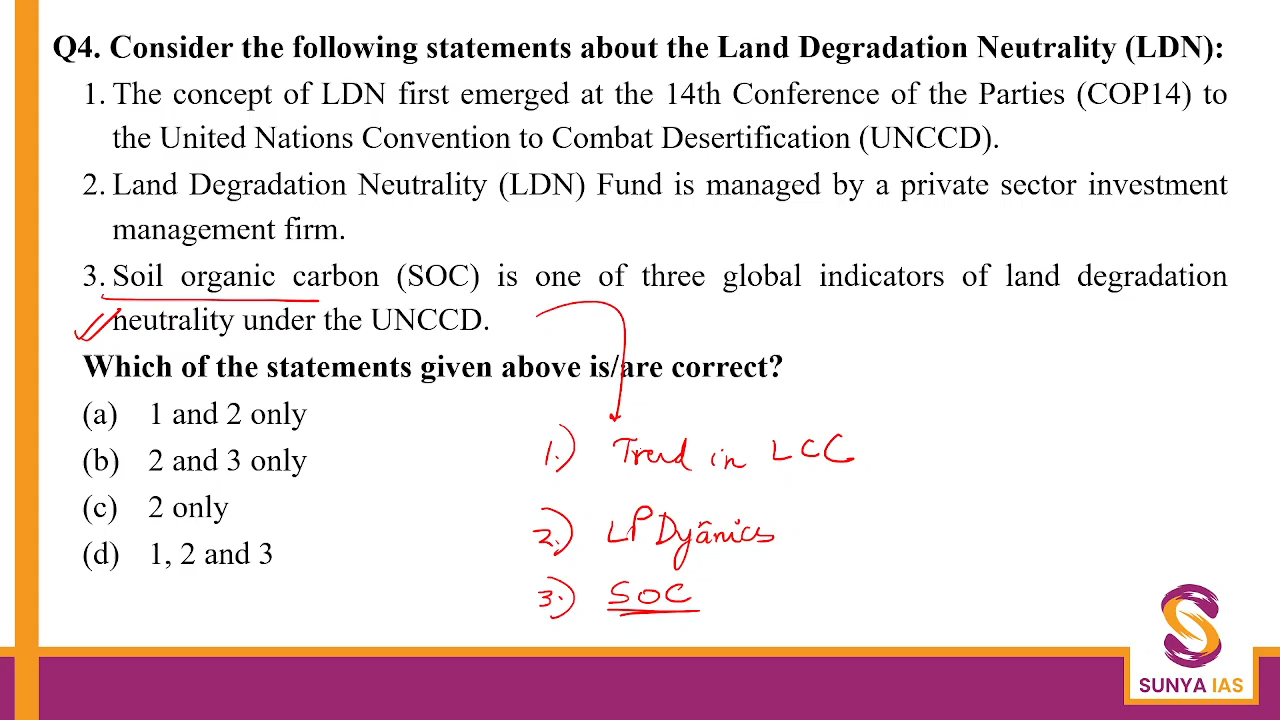 Q4. Consider the following statements about the Land Degradation Neutrality (LDN):
1. The concept of LDN first emerged at the 14th Conference of the Parties (COP14) to
the United Nations Convention to Combat Desertification (UNCCD).
2. Land Degradation Neutrality (LDN) Fund is managed by a private sector investment
management firm.
3. Soil organic carbon (SOC) is one of three global indicators of land degradation
neutrality under the UNCCD.
Which of the statements given above is/are correct?
(a) 1 and 2 only
(b) 2 and 3 only
(c) 2 only
(d) 1, 2 and 3
1.) Trend in LCC
2.) LP Dynamics
3.) SOC
SUNYA IAS